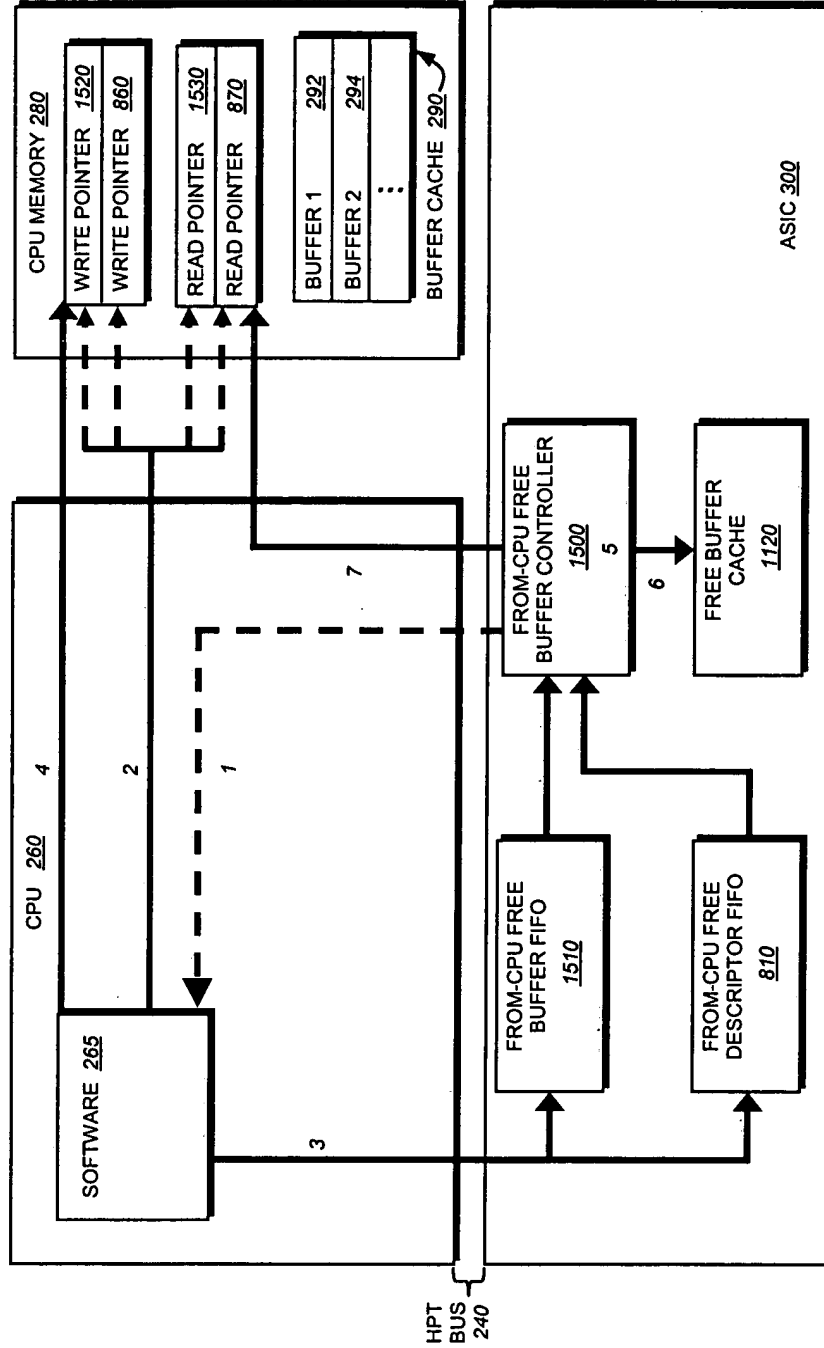 CPU 260
SOFTWARE 265
4
2
1
3
7
CPU MEMORY 280
WRITE POINTER 1520
WRITE POINTER 860
READ POINTER 1530
READ POINTER 870
BUFFER 1 292
BUFFER 2 294
...
BUFFER CACHE 290
HPT
BUS
240
FROM-CPU FREE
BUFFER FIFO
1510
FROM-CPU FREE
DESCRIPTOR FIFO
810
FROM-CPU FREE
BUFFER CONTROLLER
1500
5
6
FREE BUFFER
CACHE
1120
ASIC 300